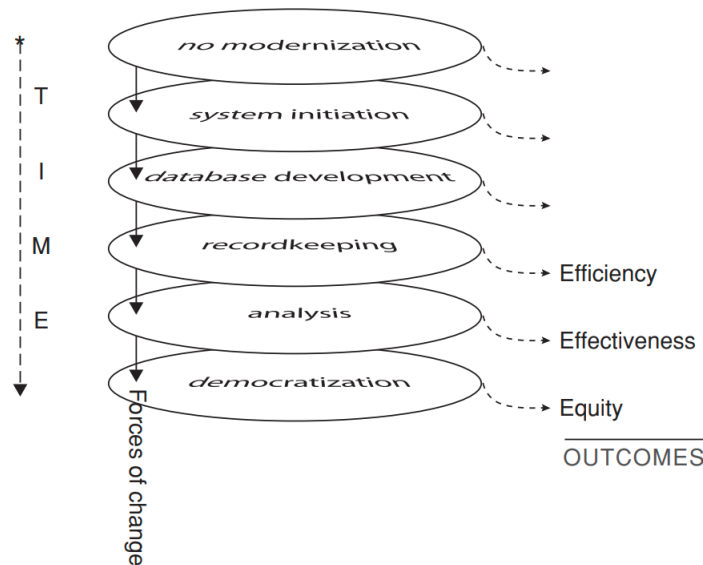 *
no modernization
T
system initiation
I
database development
M
recordkeeping
Efficiency
E
analysis
Effectiveness
democratization
Equity
Forces of change
OUTCOMES